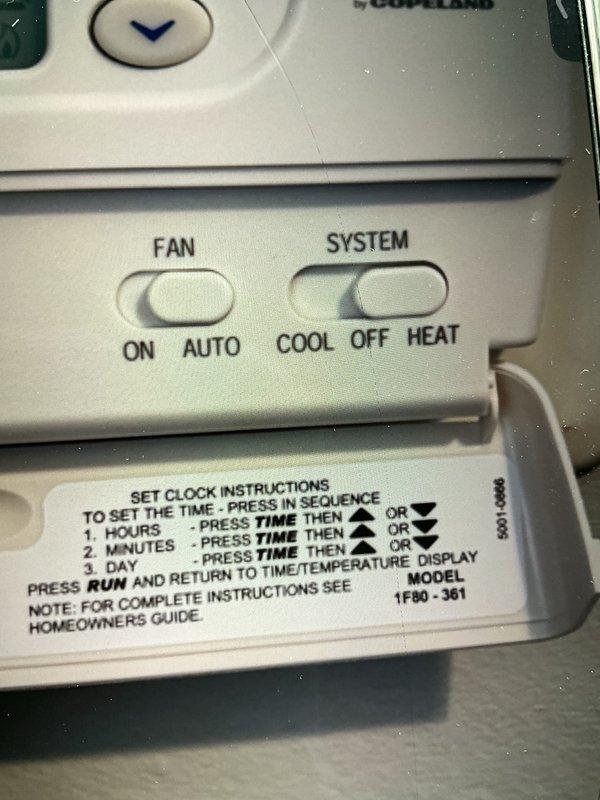 by COPELAND
FAN
SYSTEM
ON AUTO
COOL OFF HEAT
SET CLOCK INSTRUCTIONS
TO SET THE TIME - PRESS IN SEQUENCE
1. HOURS - PRESS TIME THEN ▲ OR ▼
2. MINUTES - PRESS TIME THEN ▲ OR ▼
3. DAY - PRESS TIME THEN ▲ OR ▼
PRESS RUN AND RETURN TO TIME/TEMPERATURE DISPLAY
NOTE: FOR COMPLETE INSTRUCTIONS SEE
HOMEOWNERS GUIDE.
MODEL
1F80 - 361
5001-0866